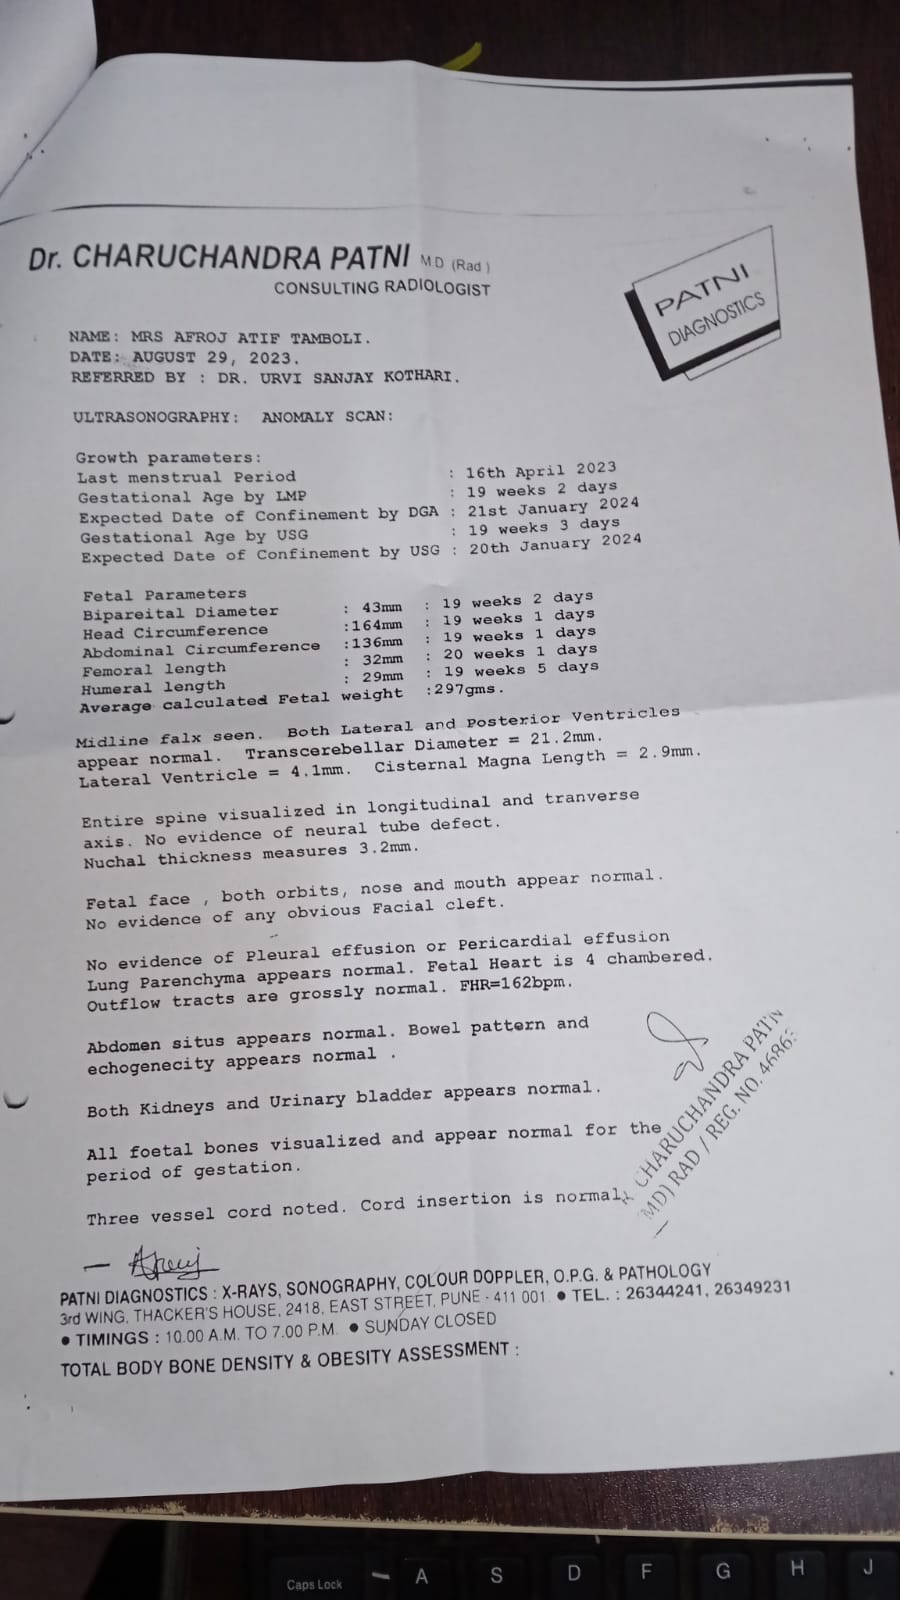 Dr. CHARUCHANDRA PATNI MD (Rad)
CONSULTING RADIOLOGIST
PATNI
DIAGNOSTICS
NAME: MRS AFROJ ATIF TAMBOLI.
DATE: AUGUST 29, 2023.
REFERRED BY : DR. URVI SANJAY KOTHARI.
ULTRASONOGRAPHY: ANOMALY SCAN:
Growth parameters:
Last menstrual Period : 16th April 2023
Gestational Age by LMP : 19 weeks 2 days
Expected Date of Confinement by DGA : 21st January 2024
Gestational Age by USG : 19 weeks 3 days
Expected Date of Confinement by USG : 20th January 2024
Fetal Parameters
Bipareital Diameter : 43mm : 19 weeks 2 days
Head Circumference :164mm : 19 weeks 1 days
Abdominal Circumference :136mm : 19 weeks 1 days
Femoral length : 32mm : 20 weeks 1 days
Humeral length : 29mm : 19 weeks 5 days
Average calculated Fetal weight :297gms.
Midline falx seen. Both Lateral and Posterior Ventricles
appear normal. Transcerebellar Diameter = 21.2mm.
Lateral Ventricle = 4.1mm. Cisternal Magna Length = 2.9mm.
Entire spine visualized in longitudinal and tranverse
axis. No evidence of neural tube defect.
Nuchal thickness measures 3.2mm.
Fetal face , both orbits, nose and mouth appear normal.
No evidence of any obvious Facial cleft.
No evidence of Pleural effusion or Pericardial effusion
Lung Parenchyma appears normal. Fetal Heart is 4 chambered.
Outflow tracts are grossly normal. FHR=162bpm.
Abdomen situs appears normal. Bowel pattern and
echogenecity appears normal .
Both Kidneys and Urinary bladder appears normal.
All foetal bones visualized and appear normal for the
period of gestation.
Three vessel cord noted. Cord insertion is normal.
CHARUCHANDRA PATN
MD) RAD / REG. NO. 4686
PATNI DIAGNOSTICS : X-RAYS, SONOGRAPHY, COLOUR DOPPLER, O.P.G. & PATHOLOGY
3rd WING, THACKER'S HOUSE, 2418, EAST STREET, PUNE - 411 001. ● TEL. : 26344241, 26349231
● TIMINGS : 10.00 A.M. TO 7.00 P.M. ● SUNDAY CLOSED
TOTAL BODY BONE DENSITY & OBESITY ASSESSMENT :
Caps Lock A S D F G H J